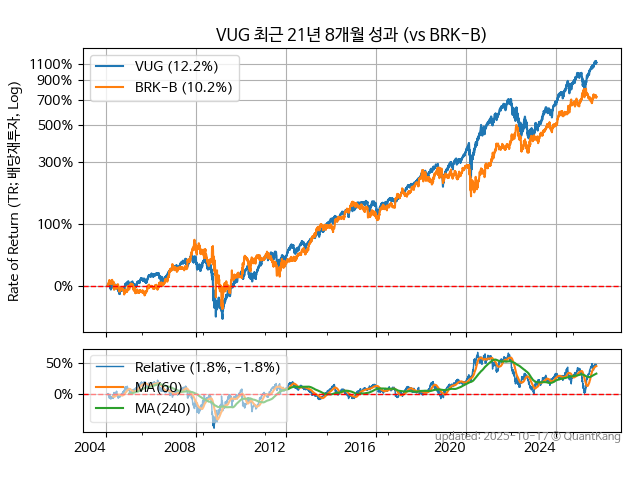 VUG 최근 21년 8개월 성과 (vs BRK-B)
Rate of Return (TR: 배당재투자, Log)
1100%
900%
700%
500%
300%
100%
0%
VUG (12.2%)
BRK-B (10.2%)
50%
0%
Relative (1.8%, -1.8%)
MA(60)
MA(240)
2004 2008 2012 2016 2020 2024
updated: 2025-10-17 © QuantKang